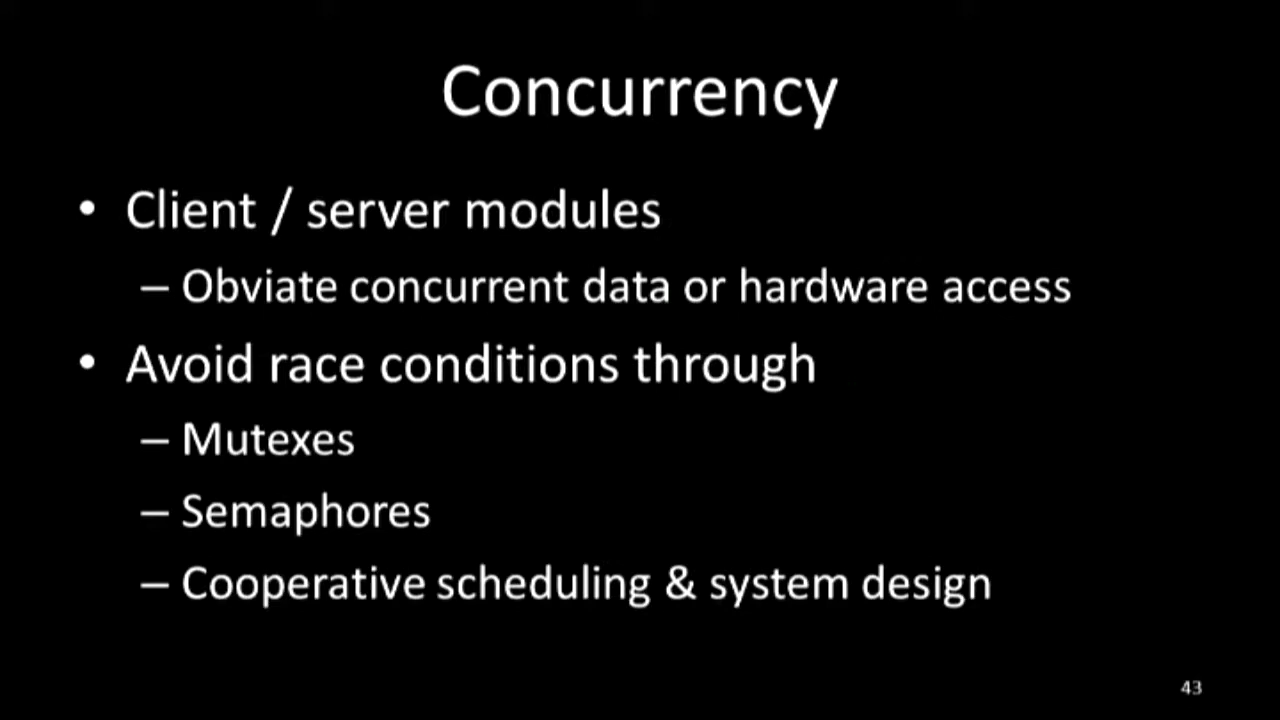 Concurrency
• Client / server modules
– Obviate concurrent data or hardware access
• Avoid race conditions through
– Mutexes
– Semaphores
– Cooperative scheduling & system design
43